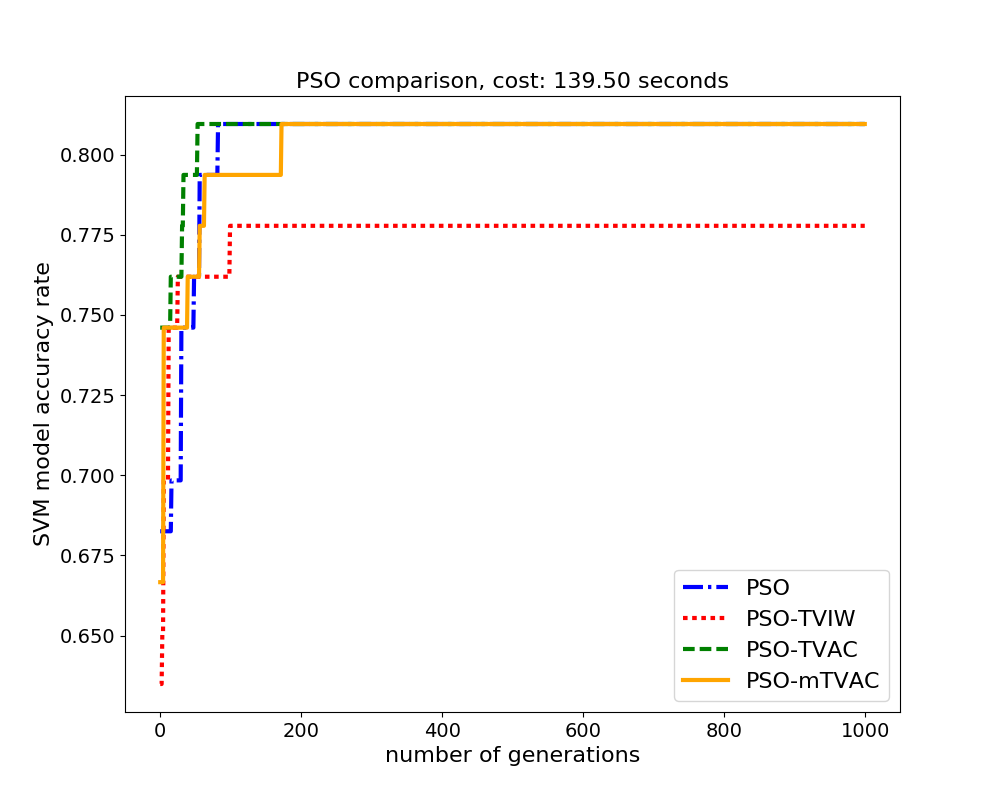 PSO comparison, cost: 139.50 seconds
0.800
0.775
0.750
0.725
0.700
0.675
0.650
SVM model accuracy rate
0 200 400 600 800 1000
number of generations
PSO
PSO-TVIW
PSO-TVAC
PSO-mTVAC